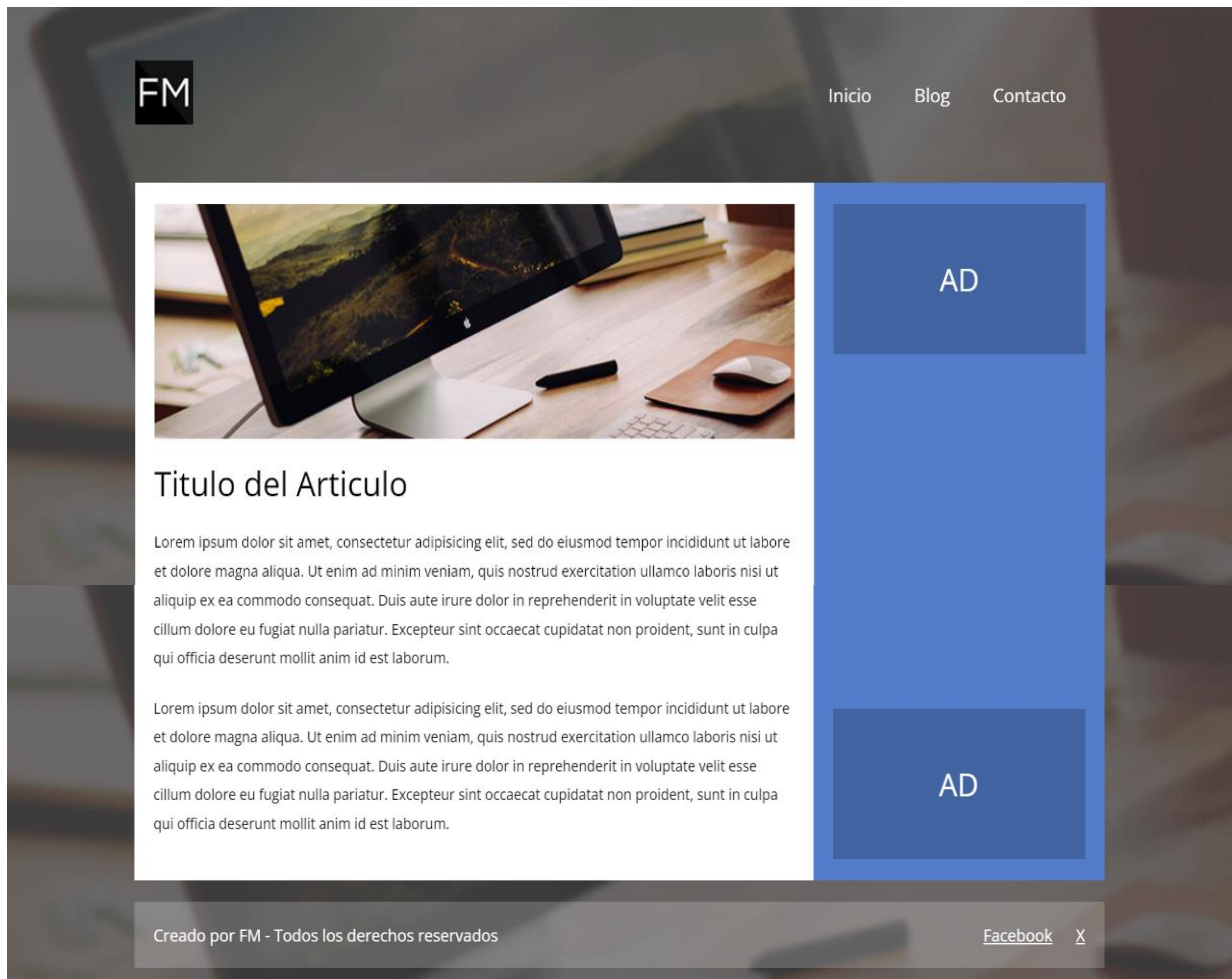 FM
Inicio Blog Contacto
AD
Titulo del Articulo
Lorem ipsum dolor sit amet, consectetur adipisicing elit, sed do eiusmod tempor incididunt ut labore
et dolore magna aliqua. Ut enim ad minim veniam, quis nostrud exercitation ullamco laboris nisi ut
aliquip ex ea commodo consequat. Duis aute irure dolor in reprehenderit in voluptate velit esse
cillum dolore eu fugiat nulla pariatur. Excepteur sint occaecat cupidatat non proident, sunt in culpa
qui officia deserunt mollit anim id est laborum.
Lorem ipsum dolor sit amet, consectetur adipisicing elit, sed do eiusmod tempor incididunt ut labore
et dolore magna aliqua. Ut enim ad minim veniam, quis nostrud exercitation ullamco laboris nisi ut
aliquip ex ea commodo consequat. Duis aute irure dolor in reprehenderit in voluptate velit esse
cillum dolore eu fugiat nulla pariatur. Excepteur sint occaecat cupidatat non proident, sunt in culpa
qui officia deserunt mollit anim id est laborum.
AD
Creado por FM - Todos los derechos reservados
Facebook X